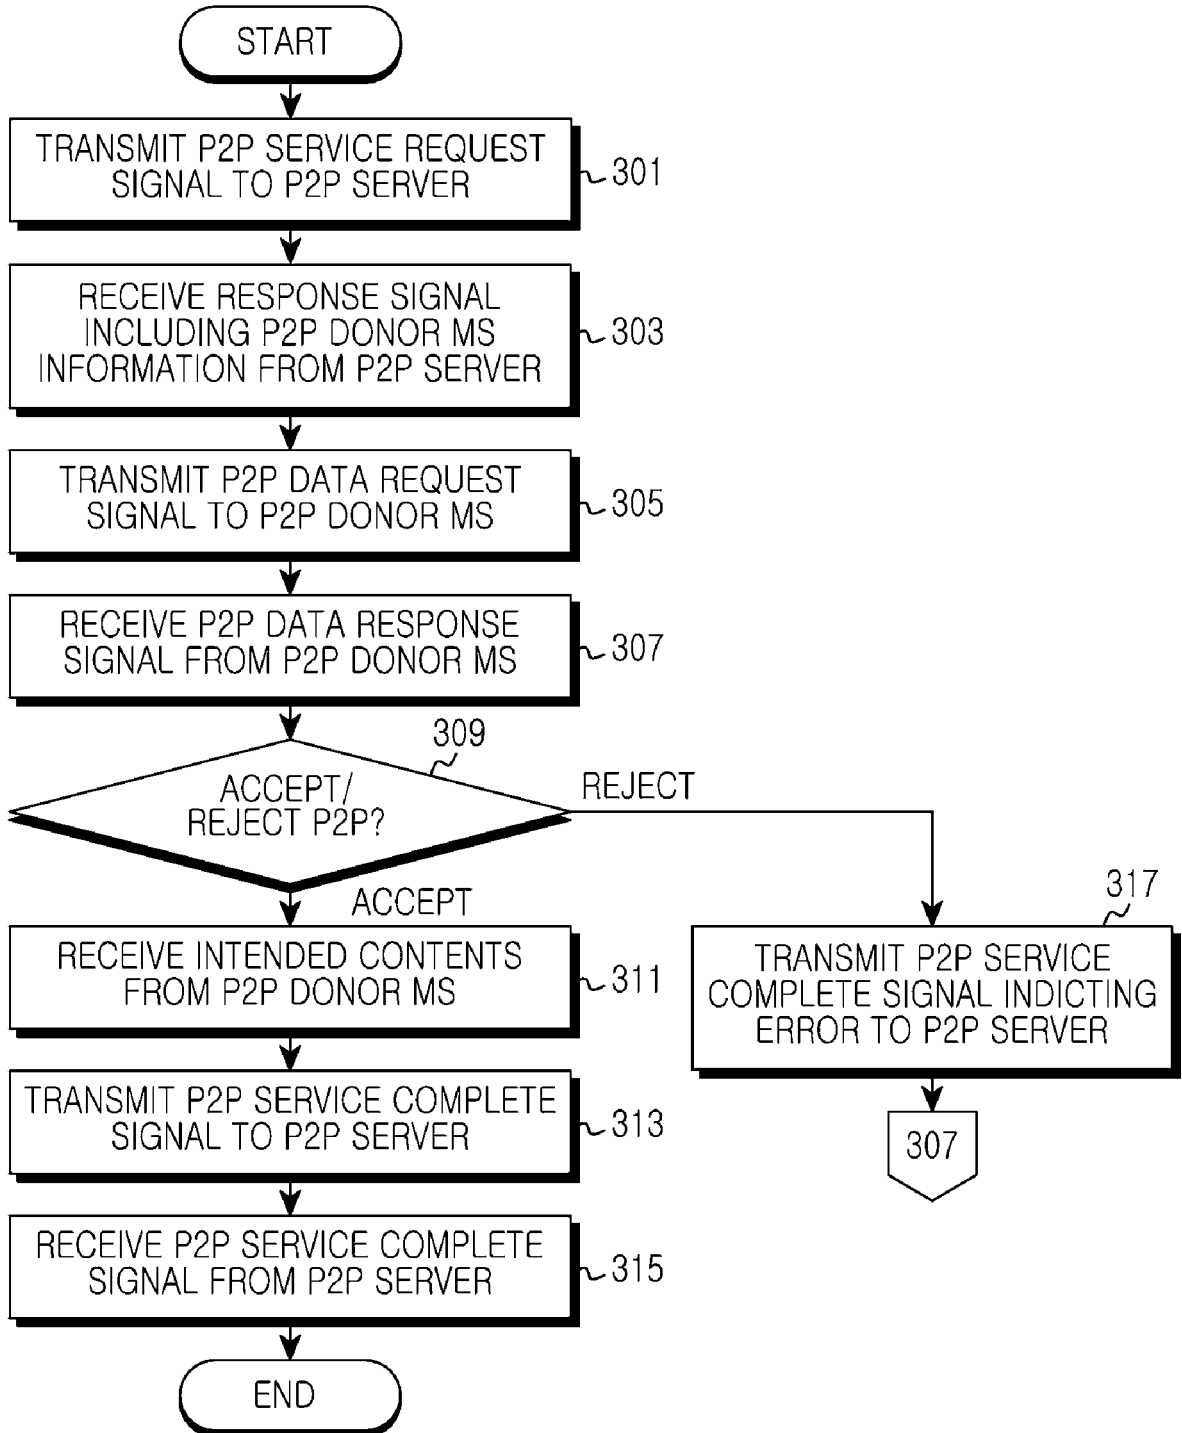 START
TRANSMIT P2P SERVICE REQUEST
SIGNAL TO P2P SERVER
301
RECEIVE RESPONSE SIGNAL
INCLUDING P2P DONOR MS
INFORMATION FROM P2P SERVER
303
TRANSMIT P2P DATA REQUEST
SIGNAL TO P2P DONOR MS
305
RECEIVE P2P DATA RESPONSE
SIGNAL FROM P2P DONOR MS
307
309
ACCEPT/
REJECT P2P?
REJECT
ACCEPT
RECEIVE INTENDED CONTENTS
FROM P2P DONOR MS
311
317
TRANSMIT P2P SERVICE
COMPLETE SIGNAL INDICTING
ERROR TO P2P SERVER
TRANSMIT P2P SERVICE COMPLETE
SIGNAL TO P2P SERVER
313
307
RECEIVE P2P SERVICE COMPLETE
SIGNAL FROM P2P SERVER
315
END